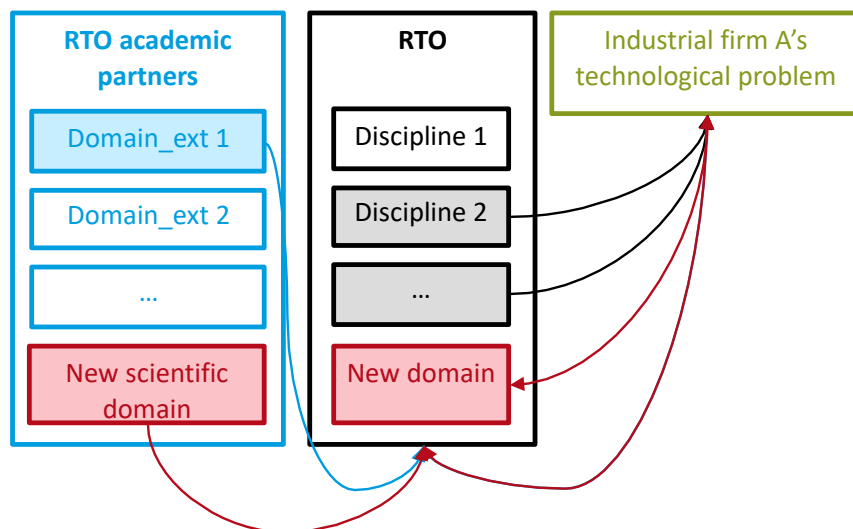 RTO academic
partners
Domain_ext 1
Domain_ext 2
...
New scientific
domain
RTO
Discipline 1
Discipline 2
...
New domain
Industrial firm A’s
technological problem